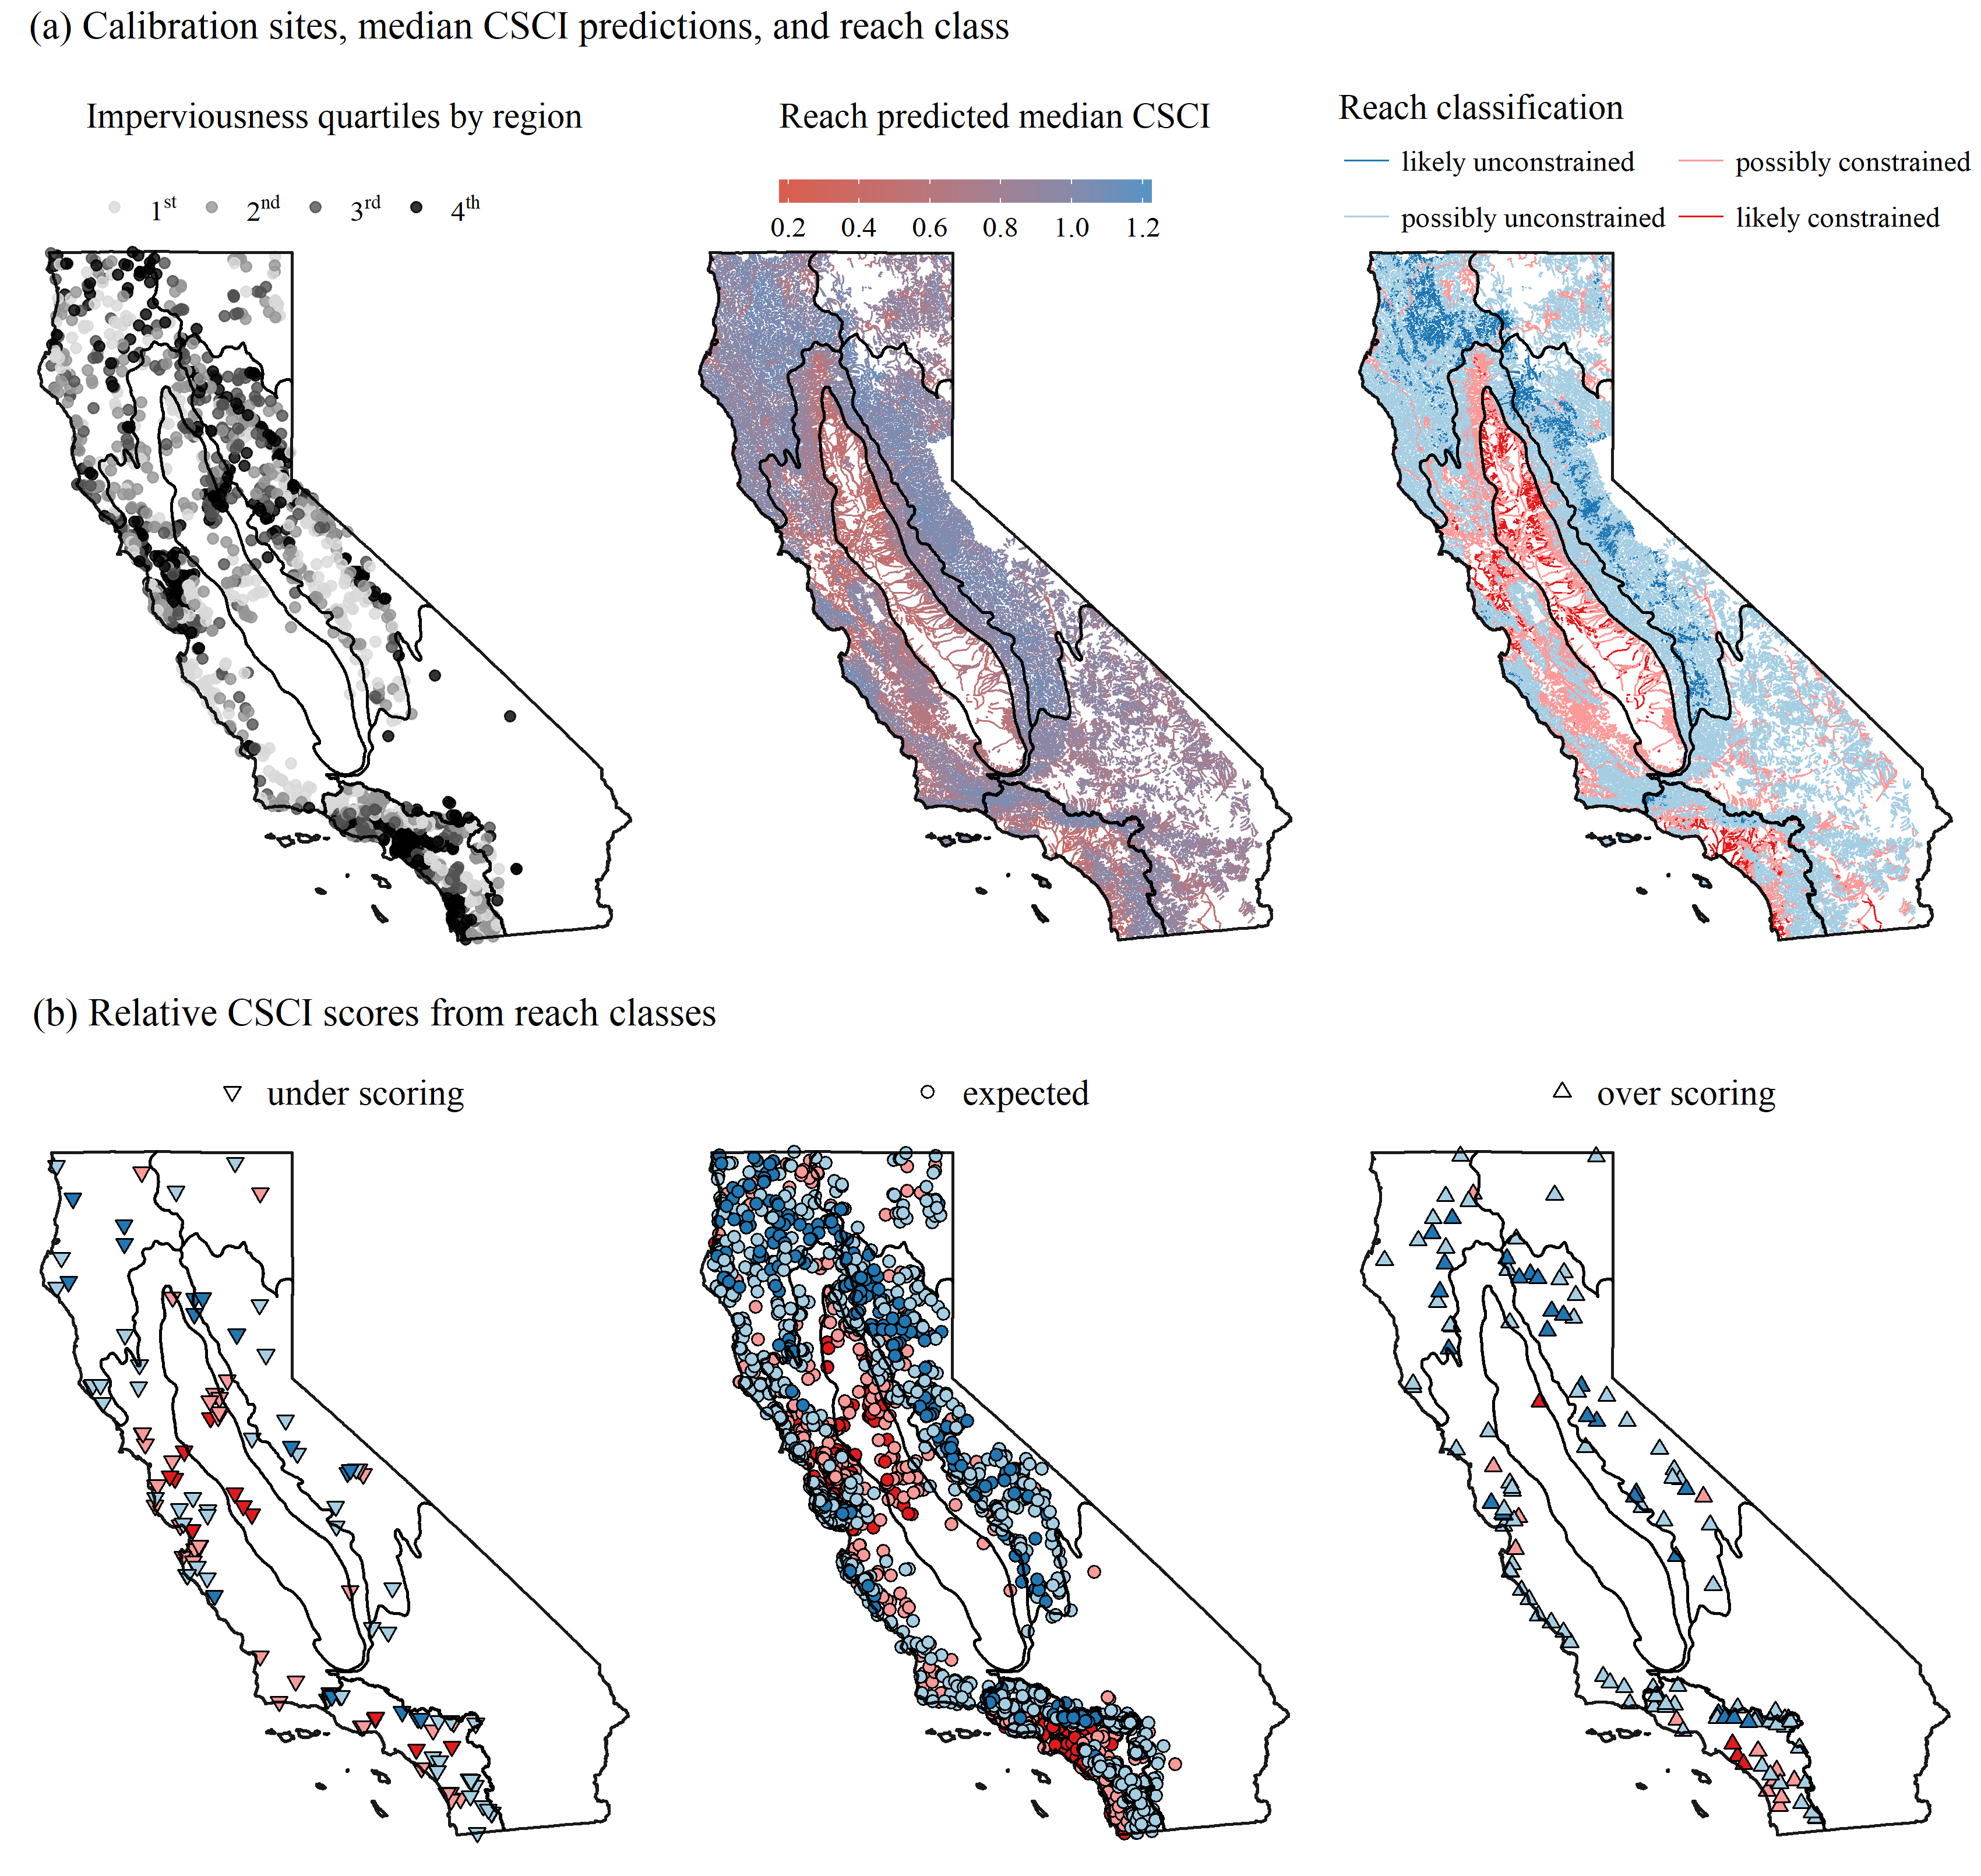 (a) Calibration sites, median CSCI predictions, and reach class
Imperviousness quartiles by region
1st 2nd 3rd 4th
Reach predicted median CSCI
0.2 0.4 0.6 0.8 1.0 1.2
Reach classification
likely unconstrained possibly constrained
possibly unconstrained likely constrained
(b) Relative CSCI scores from reach classes
under scoring expected over scoring